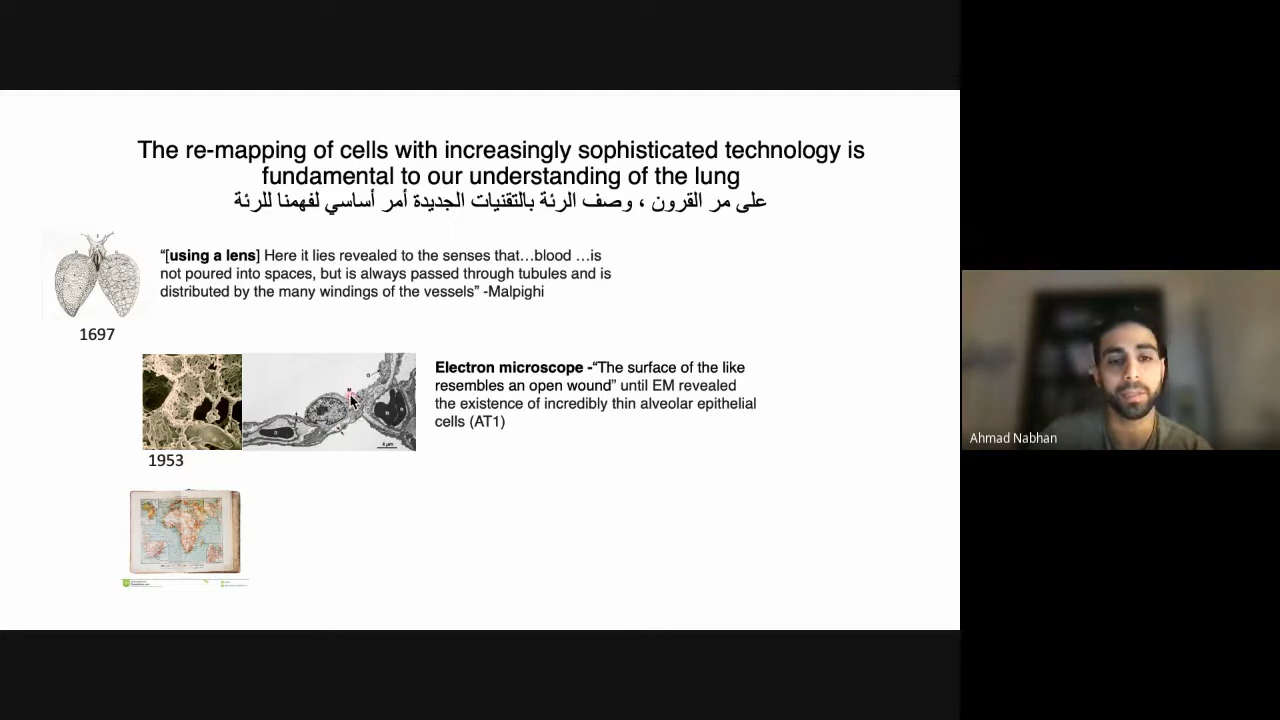 The re-mapping of cells with increasingly sophisticated technology is
fundamental to our understanding of the lung
على مر القرون ، وصف الرئة بالتقنيات الجديدة أمر أساسي لفهمنا للرئة
“[using a lens] Here it lies revealed to the senses that…blood …is
not poured into spaces, but is always passed through tubules and is
distributed by the many windings of the vessels” -Malpighi
1697
Electron microscope -“The surface of the like
resembles an open wound” until EM revealed
the existence of incredibly thin alveolar epithelial
cells (AT1)
1953
Ahmad Nabhan